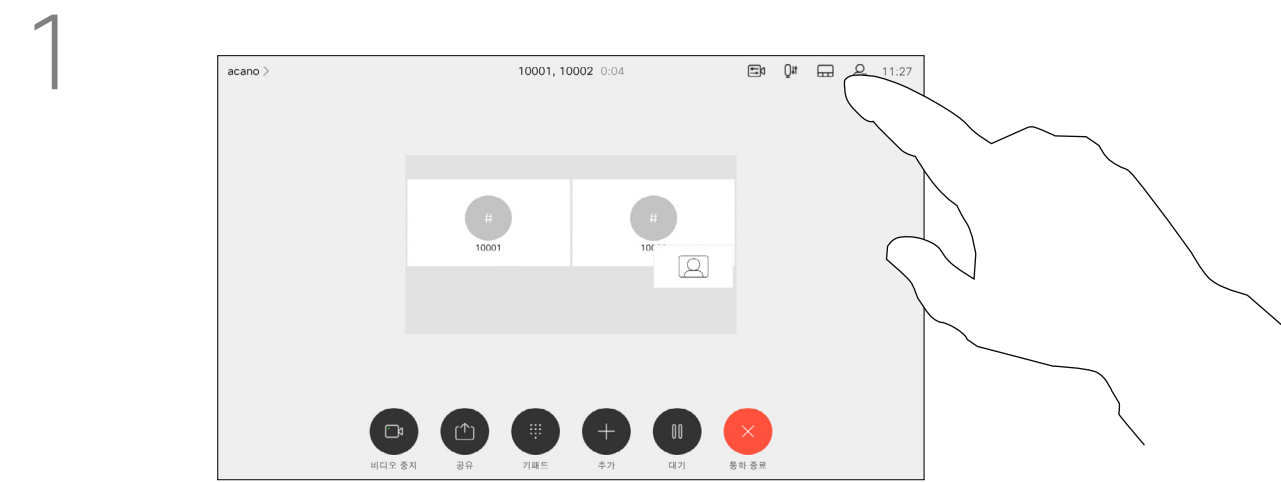 1
acano >
10001, 10002 0:04
11:27
#
#
10001
비디오 중지
공유
키패드
추가
대기
통화 종료